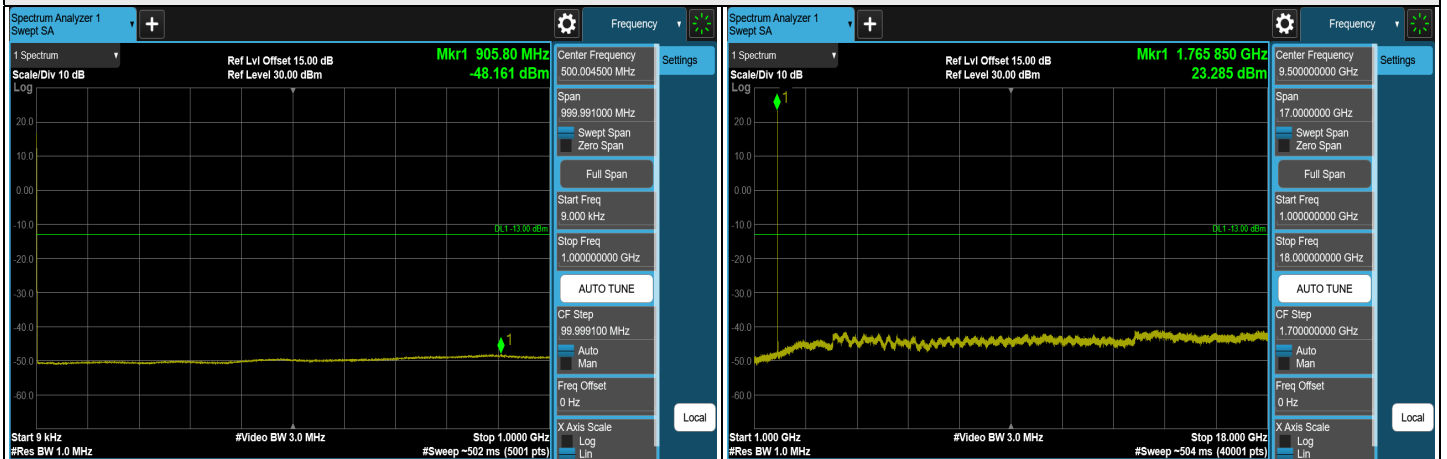 Spectrum Analyzer 1
Swept SA
Frequency
1 Spectrum
Scale/Div 10 dB
Log
Ref Lvl Offset 15.00 dB
Ref Level 30.00 dBm
Mkr1 905.80 MHz
-48.161 dBm
20.0
10.0
0.00
-10.0
-20.0
-30.0
-40.0
-50.0
-60.0
DL1 -13.00 dBm
1
Start 9 kHz
#Res BW 1.0 MHz
#Video BW 3.0 MHz
Stop 1.0000 GHz
#Sweep ~502 ms (5001 pts)
Center Frequency
500.004500 MHz
Settings
Span
999.991000 MHz
Swept Span
Zero Span
Full Span
Start Freq
9.000 kHz
Stop Freq
1.000000000 GHz
AUTO TUNE
CF Step
99.999100 MHz
Auto
Man
Freq Offset
0 Hz
X Axis Scale
Log
Lin
Local
Spectrum Analyzer 1
Swept SA
Frequency
1 Spectrum
Scale/Div 10 dB
Log
Ref Lvl Offset 15.00 dB
Ref Level 30.00 dBm
Mkr1 1.765 850 GHz
23.285 dBm
1
20.0
10.0
0.00
-10.0
-20.0
-30.0
-40.0
-50.0
-60.0
DL1 -13.00 dBm
Start 1.000 GHz
#Res BW 1.0 MHz
#Video BW 3.0 MHz
Stop 18.000 GHz
#Sweep ~504 ms (40001 pts)
Center Frequency
9.500000000 GHz
Settings
Span
17.0000000 GHz
Swept Span
Zero Span
Full Span
Start Freq
1.000000000 GHz
Stop Freq
18.000000000 GHz
AUTO TUNE
CF Step
1.700000000 GHz
Auto
Man
Freq Offset
0 Hz
X Axis Scale
Log
Lin
Local